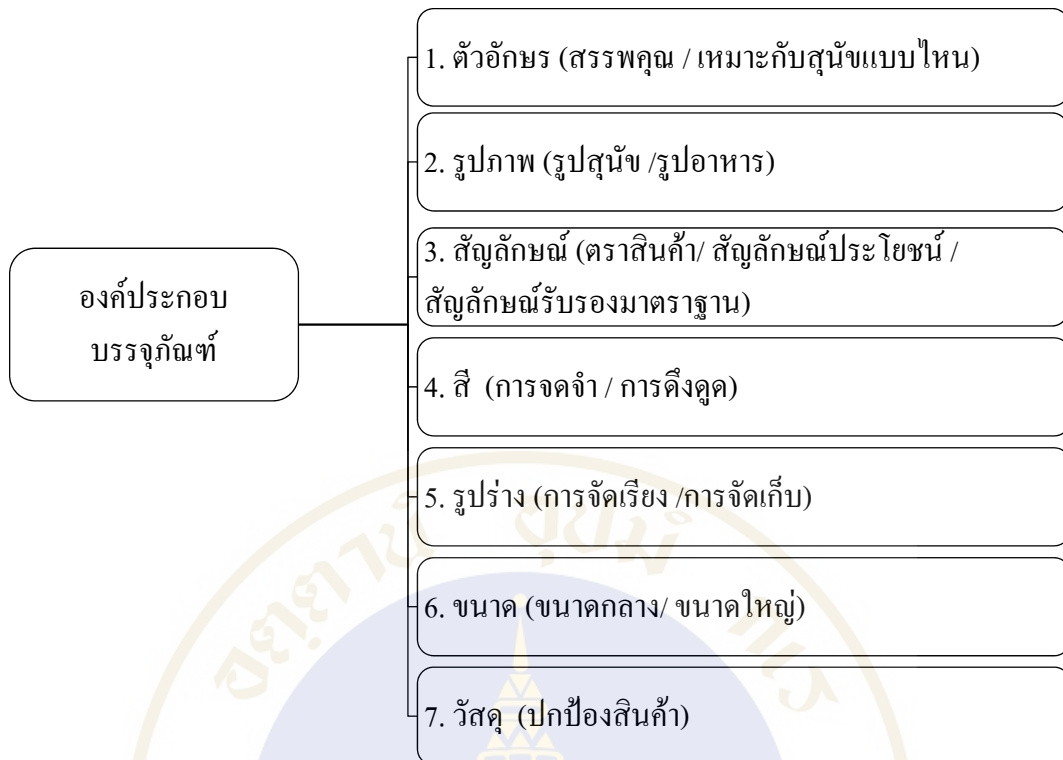 องค์ประกอบ
บรรจุภัณฑ์
1. ตัวอักษร (สรรพคุณ / เหมาะกับสุนัขแบบไหน)
2. รูปภาพ (รูปสุนัข /รูปอาหาร)
3. สัญลักษณ์ (ตราสินค้า/ สัญลักษณ์ประโยชน์ /
สัญลักษณ์รับรองมาตราฐาน)
4. สี (การจดจำ / การดึงดูด)
5. รูปร่าง (การจัดเรียง /การจัดเก็บ)
6. ขนาด (ขนาดกลาง/ ขนาดใหญ่)
7. วัสดุ (ปกป้องสินค้า)